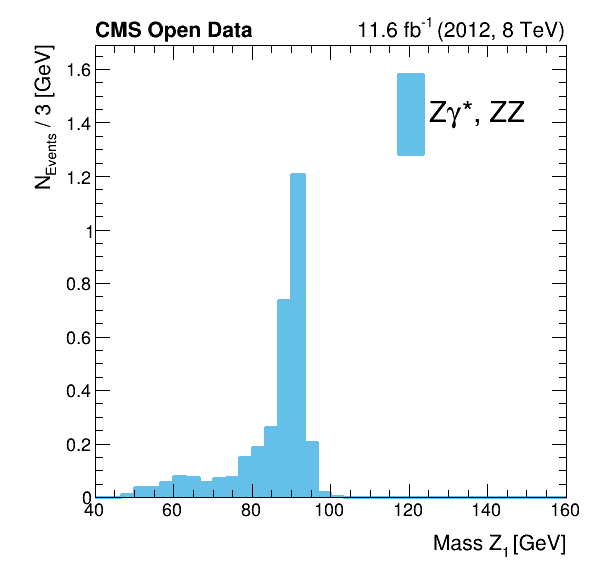 CMS Open Data 11.6 fb⁻¹ (2012, 8 TeV)
N_Events / 3 [GeV]
Zγ*, ZZ
1.6
1.4
1.2
1
0.8
0.6
0.4
0.2
0
40 60 80 100 120 140 160
Mass Z₁ [GeV]